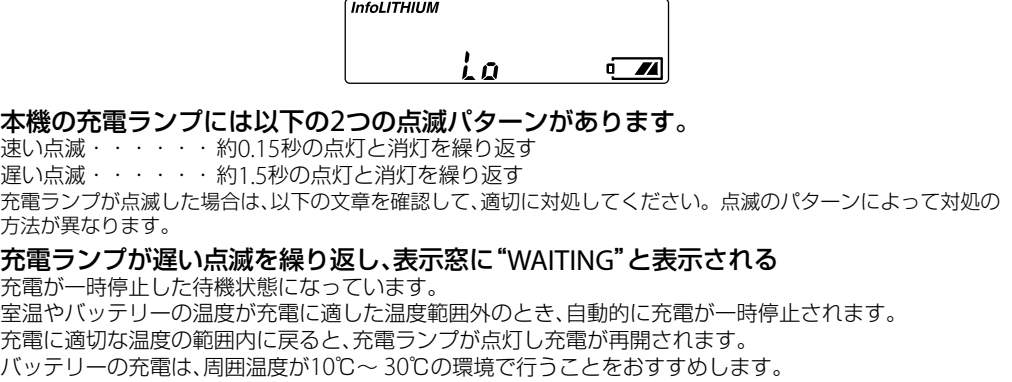 InfoLITHIUM
Lo
本機の充電ランプには以下の2つの点滅パターンがあります。
速い点滅・・・・・・約0.15秒の点灯と消灯を繰り返す
遅い点滅・・・・・・約1.5秒の点灯と消灯を繰り返す
充電ランプが点滅した場合は、以下の文章を確認して、適切に対処してください。点滅のパターンによって対処の
方法が異なります。
充電ランプが遅い点滅を繰り返し、表示窓に“WAITING”と表示される
充電が一時停止した待機状態になっています。
室温やバッテリーの温度が充電に適した温度範囲外のとき、自動的に充電が一時停止されます。
充電に適切な温度の範囲内に戻ると、充電ランプが点灯し充電が再開されます。
バッテリーの充電は、周囲温度が10℃～30℃の環境で行うことをおすすめします。